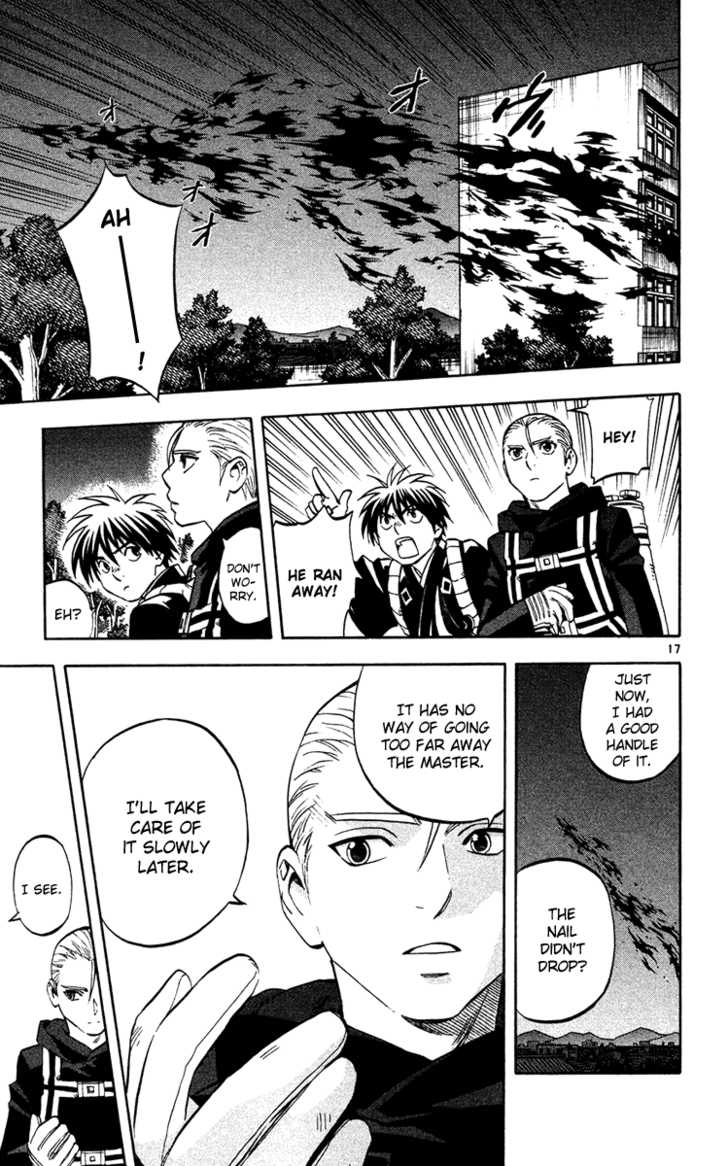 AH
—
!
オ
オ
オ
オ
オ
HEY!
HE RAN
AWAY!
DON'T
WO-
RRY.
EH?
17
JUST
NOW,
I HAD
A GOOD
HANDLE
OF IT.
THE
NAIL
DIDN'T
DROP?
IT HAS NO
WAY OF GOING
TOO FAR AWAY
THE MASTER.
I'LL TAKE
CARE OF
IT SLOWLY
LATER.
I SEE.